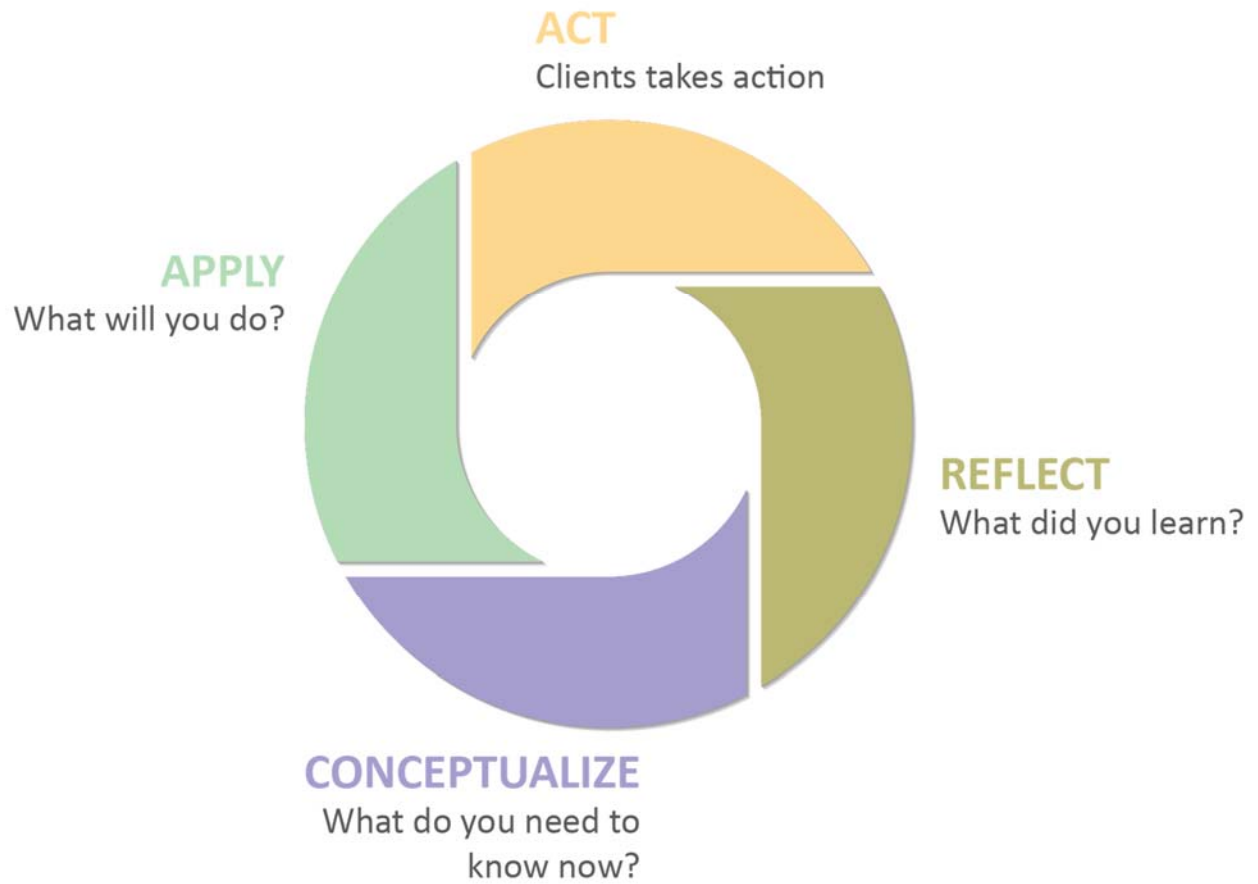 ACT
Clients takes action
APPLY
What will you do?
REFLECT
What did you learn?
CONCEPTUALIZE
What do you need to
know now?